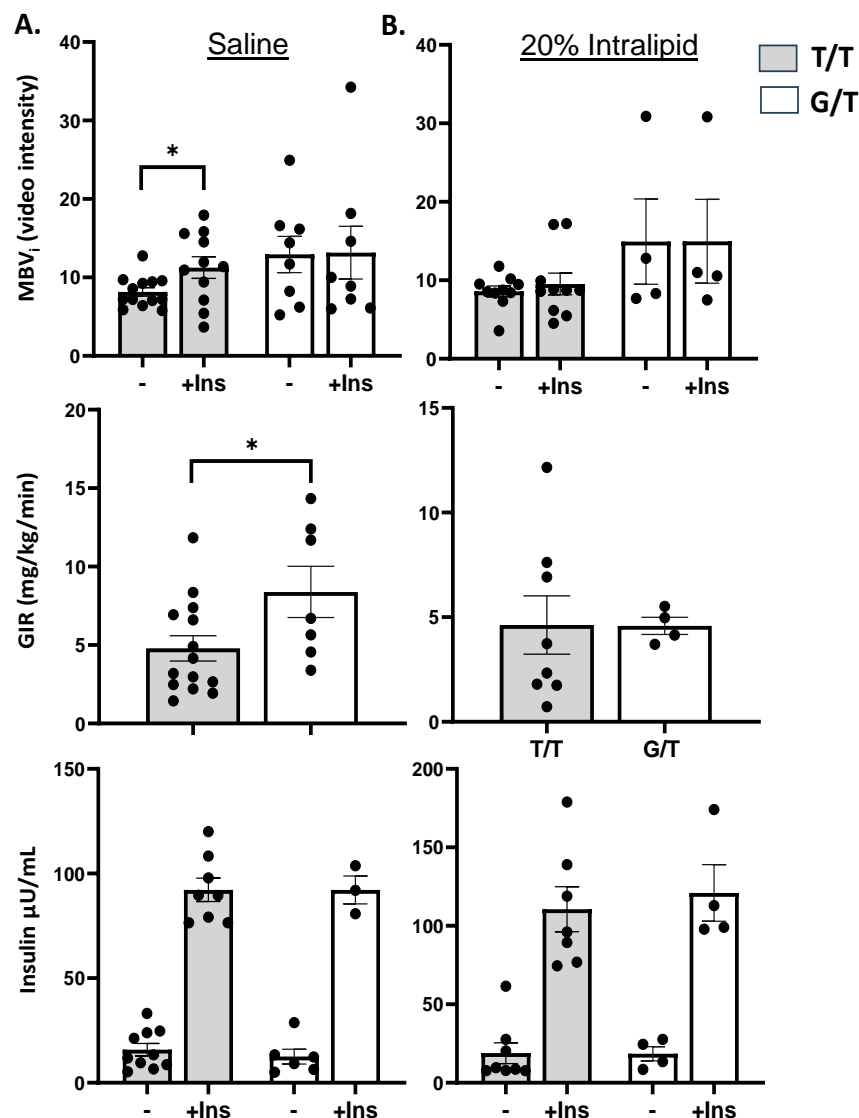 A.
Saline
B.
20% Intralipid
T/T
G/T
MBVi (video intensity)
40
30
20
10
0
*
- +Ins - +Ins
40
30
20
10
0
- +Ins - +Ins
GIR (mg/kg/min)
20
15
10
5
0
*
15
10
5
0
T/T G/T
Insulin µU/mL
150
100
50
0
- +Ins - +Ins
200
150
100
50
0
- +Ins - +Ins